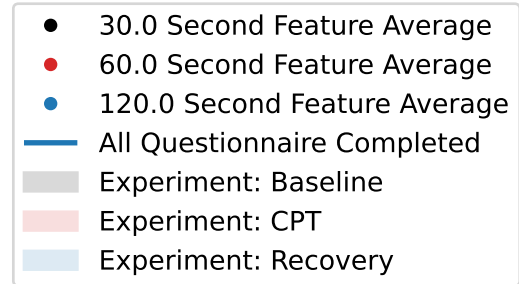 30.0 Second Feature Average
60.0 Second Feature Average
120.0 Second Feature Average
All Questionnaire Completed
Experiment: Baseline
Experiment: CPT
Experiment: Recovery